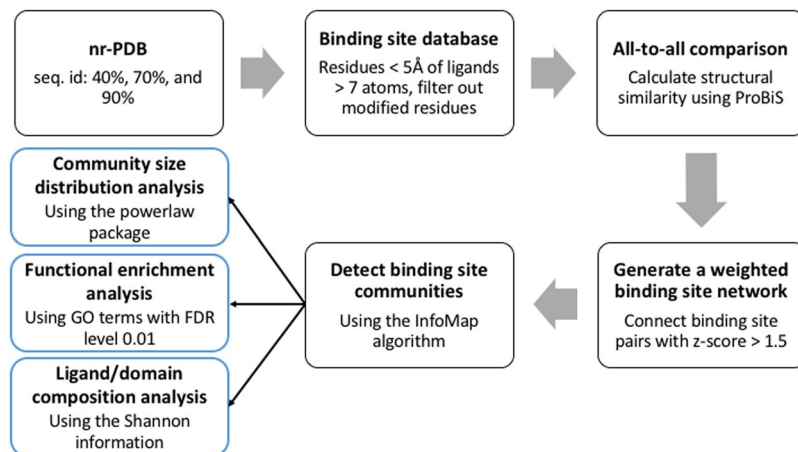 nr-PDB
seq. id: 40%, 70%, and
90%
Binding site database
Residues < 5Å of ligands
> 7 atoms, filter out
modified residues
All-to-all comparison
Calculate structural
similarity using ProBiS
Generate a weighted
binding site network
Connect binding site
pairs with z-score > 1.5
Detect binding site
communities
Using the InfoMap
algorithm
Community size
distribution analysis
Using the powerlaw
package
Functional enrichment
analysis
Using GO terms with FDR
level 0.01
Ligand/domain
composition analysis
Using the Shannon
information